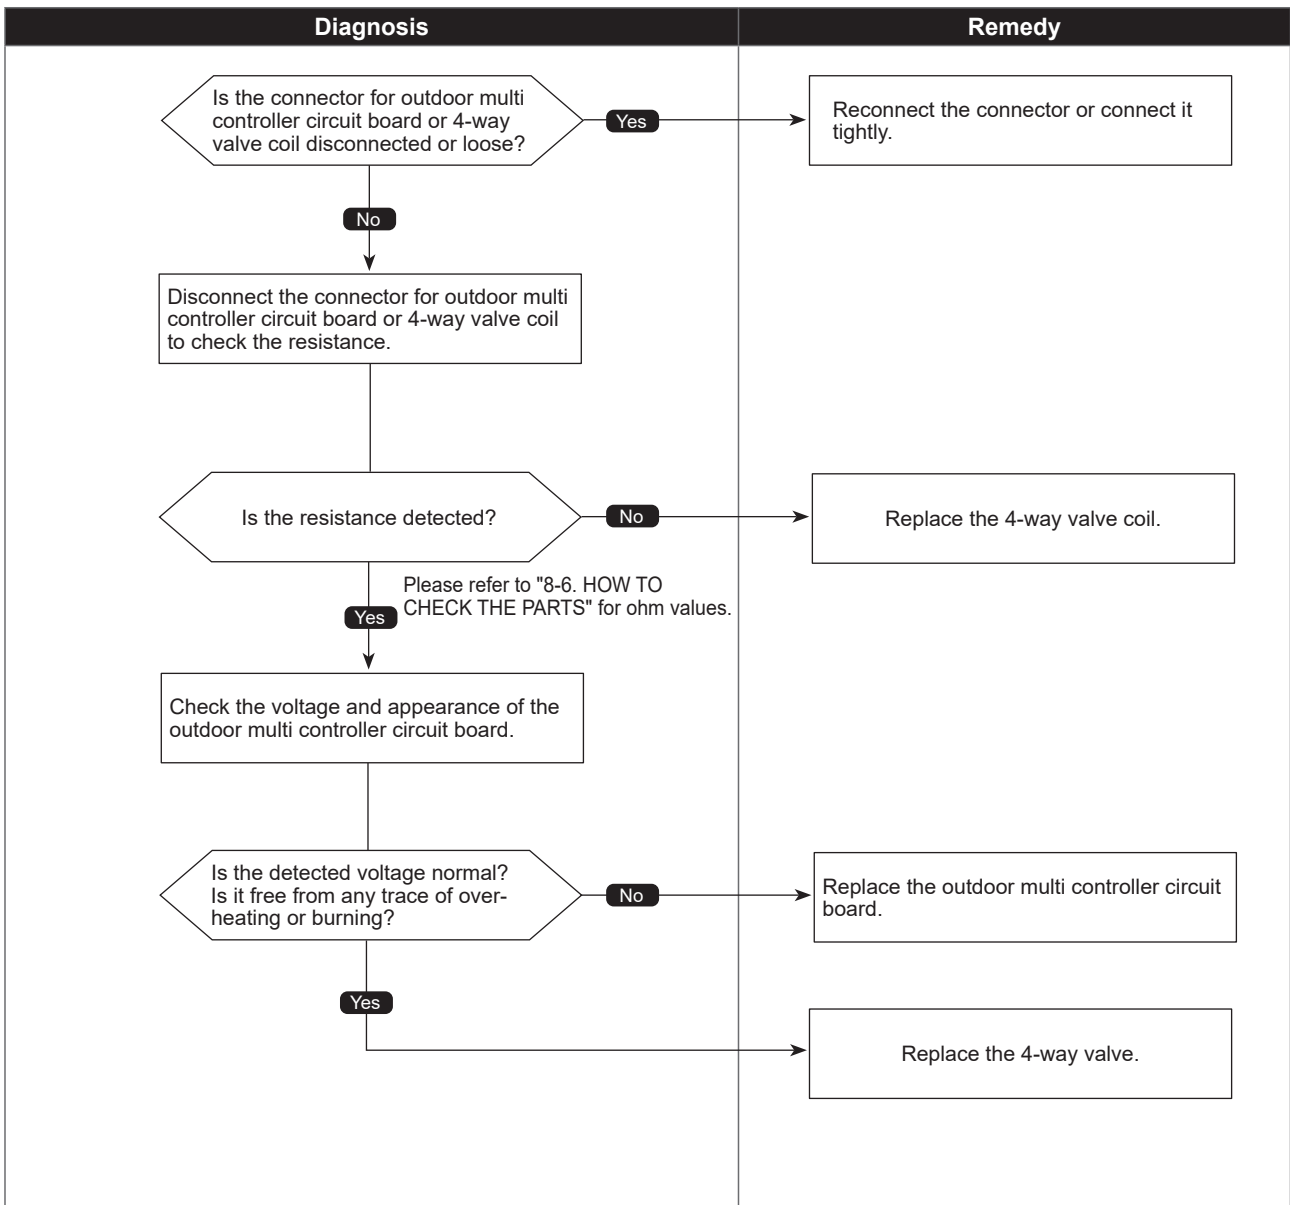 Diagnosis
Remedy
Is the connector for outdoor multi
controller circuit board or 4-way
valve coil disconnected or loose?
Yes
Reconnect the connector or connect it
tightly.
No
Disconnect the connector for outdoor multi
controller circuit board or 4-way valve coil
to check the resistance.
Is the resistance detected?
No
Replace the 4-way valve coil.
Please refer to "8-6. HOW TO
CHECK THE PARTS" for ohm values.
Yes
Check the voltage and appearance of the
outdoor multi controller circuit board.
Is the detected voltage normal?
Is it free from any trace of over-
heating or burning?
No
Replace the outdoor multi controller circuit
board.
Yes
Replace the 4-way valve.